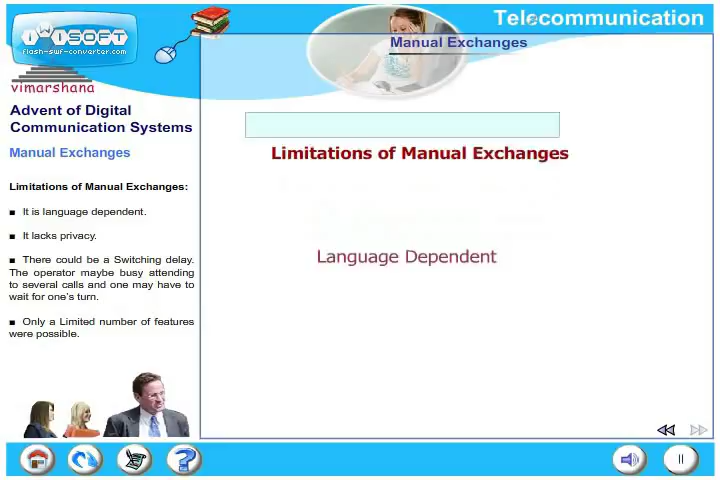 Telecommunication
Manual Exchanges
iWiSOFT
flash-swf-converter.com
vimarshana
Advent of Digital
Communication Systems
Manual Exchanges
Limitations of Manual Exchanges:
■ It is language dependent.
■ It lacks privacy.
■ There could be a Switching delay.
The operator maybe busy attending
to several calls and one may have to
wait for one's turn.
■ Only a Limited number of features
were possible.
Limitations of Manual Exchanges
Language Dependent